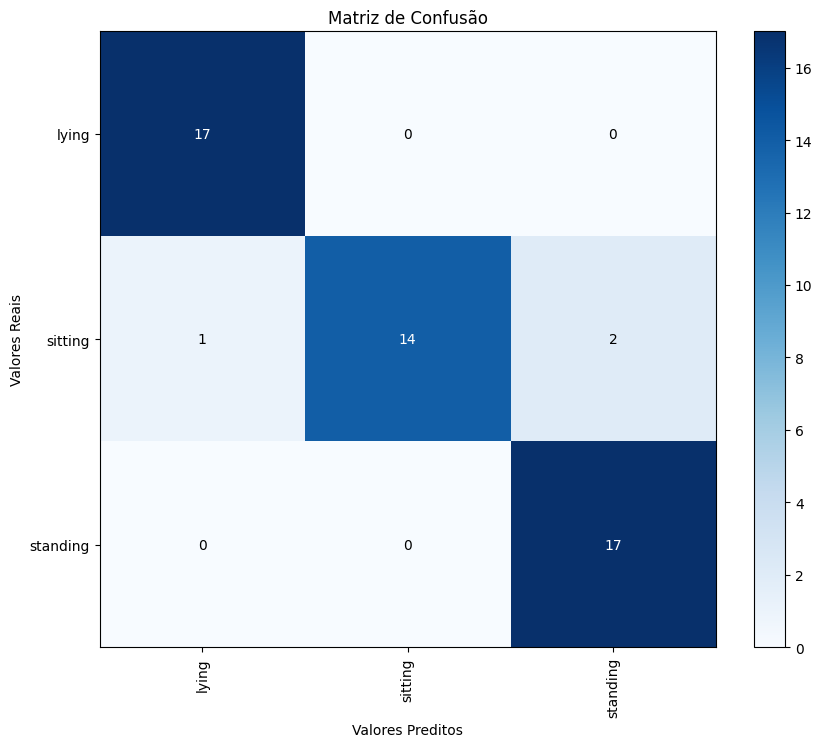 Matriz de Confusão
16
14
12
10
8
6
4
2
0
Valores Reais
lying
sitting
standing
17 0 0
1 14 2
0 0 17
lying
sitting
standing
Valores Preditos